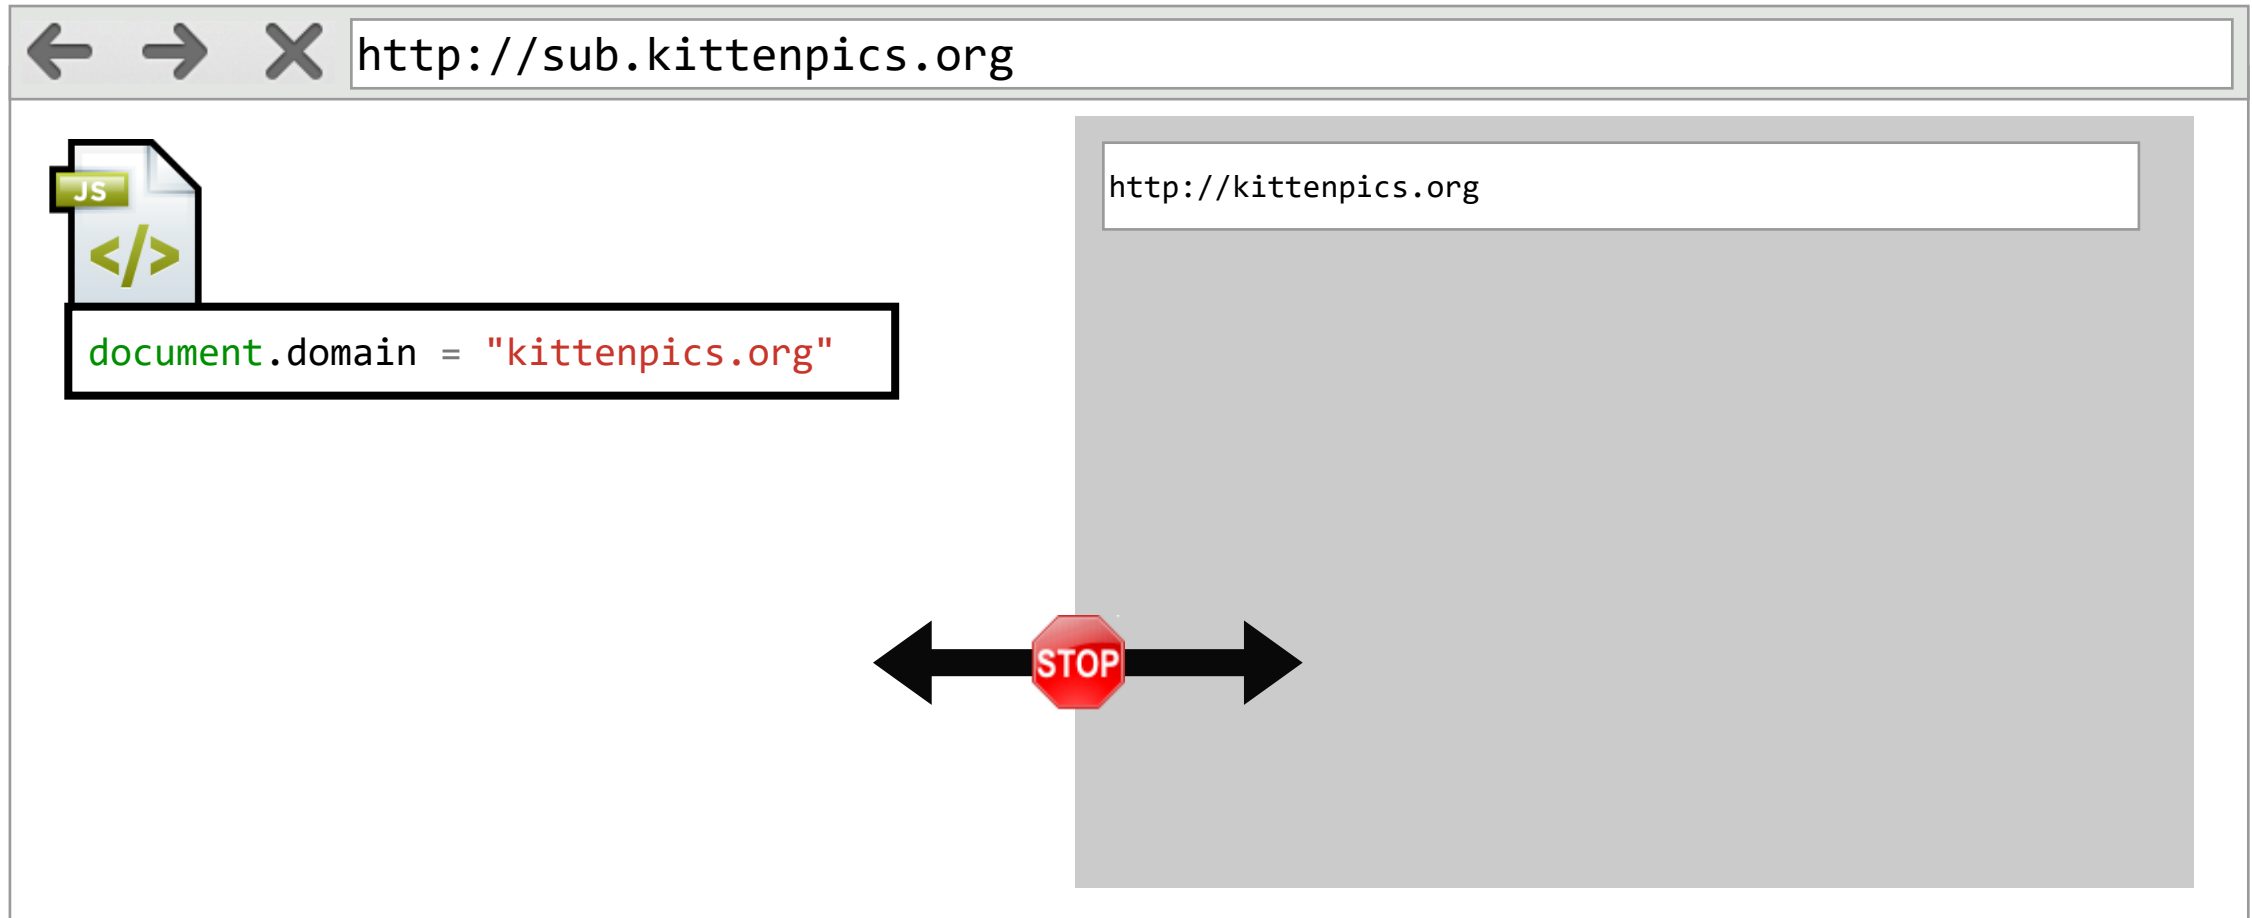 http://sub.kittenpics.org
JS
</>
http://kittenpics.org
document.domain = "kittenpics.org"
STOP